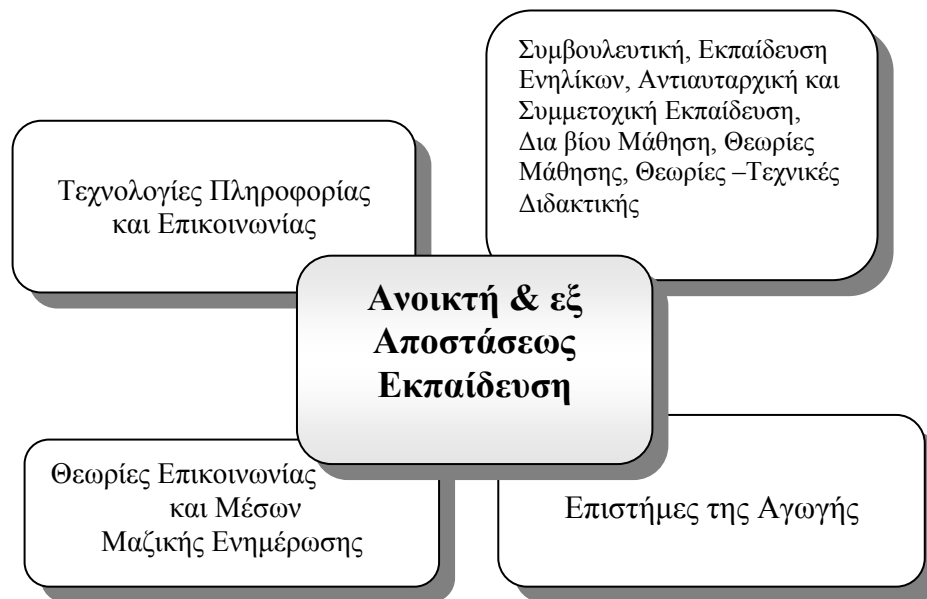 Συμβουλευτική, Εκπαίδευση
Ενηλίκων, Αντιαυταρχική και
Συμμετοχική Εκπαίδευση,
Δια βίου Μάθηση, Θεωρίες
Μάθησης, Θεωρίες –Τεχνικές
Διδακτικής
Τεχνολογίες Πληροφορίας
και Επικοινωνίας
Ανοικτή & εξ
Αποστάσεως
Εκπαίδευση
Θεωρίες Επικοινωνίας
και Μέσων
Μαζικής Ενημέρωσης
Επιστήμες της Αγωγής